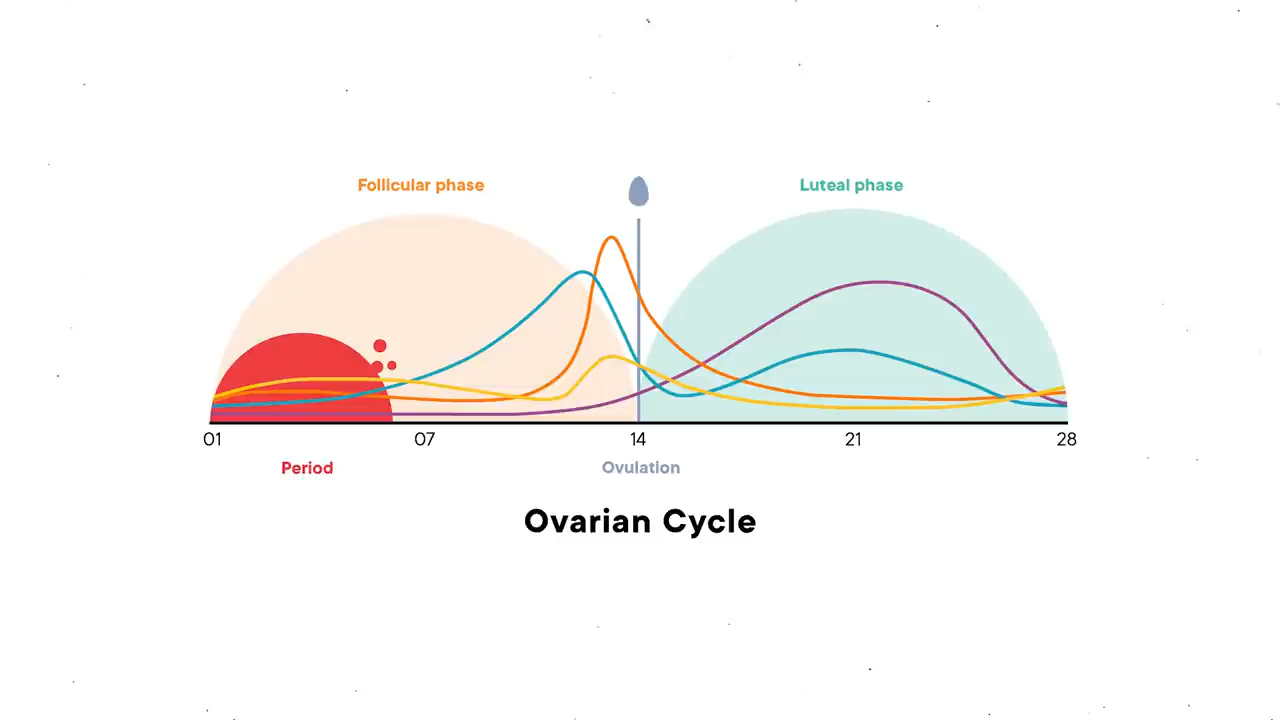 Follicular phase
Luteal phase
01 07 14 21 28
Period
Ovulation
Ovarian Cycle